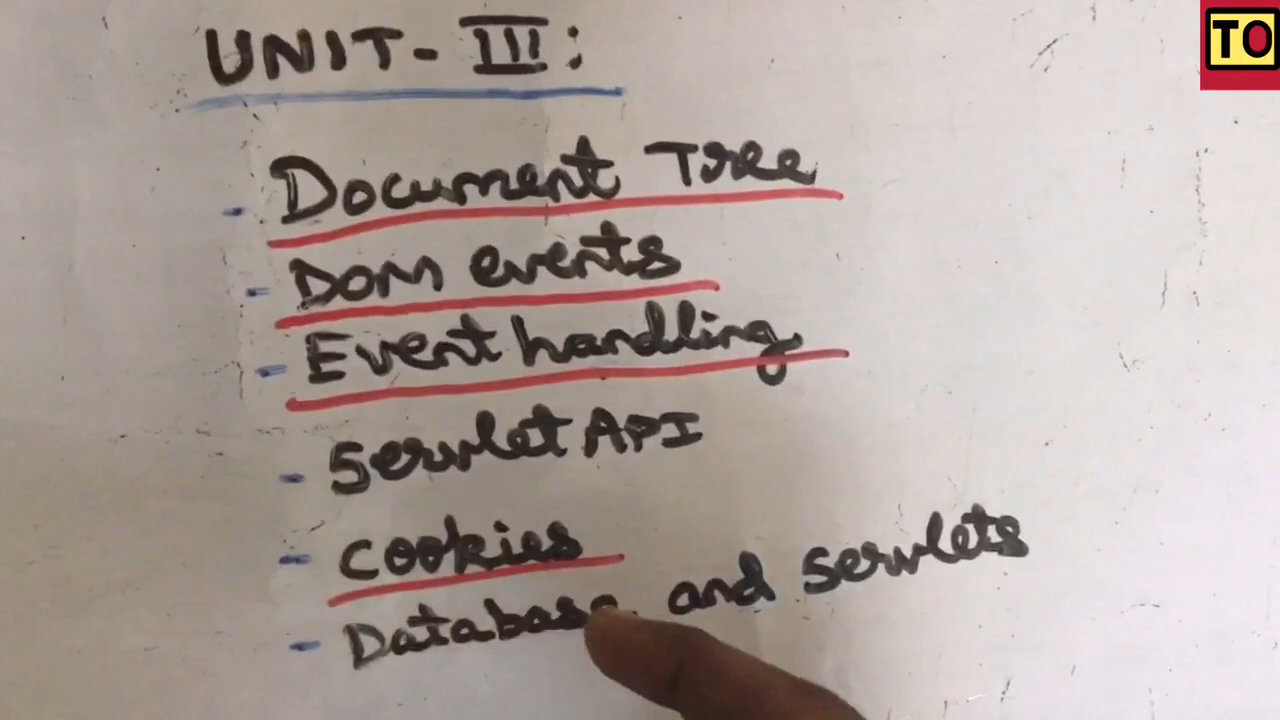 UNIT-III:
- Document Tree
- DOM events
- Event handling
- Servlet API
- cookies
- Database and servlets
TO